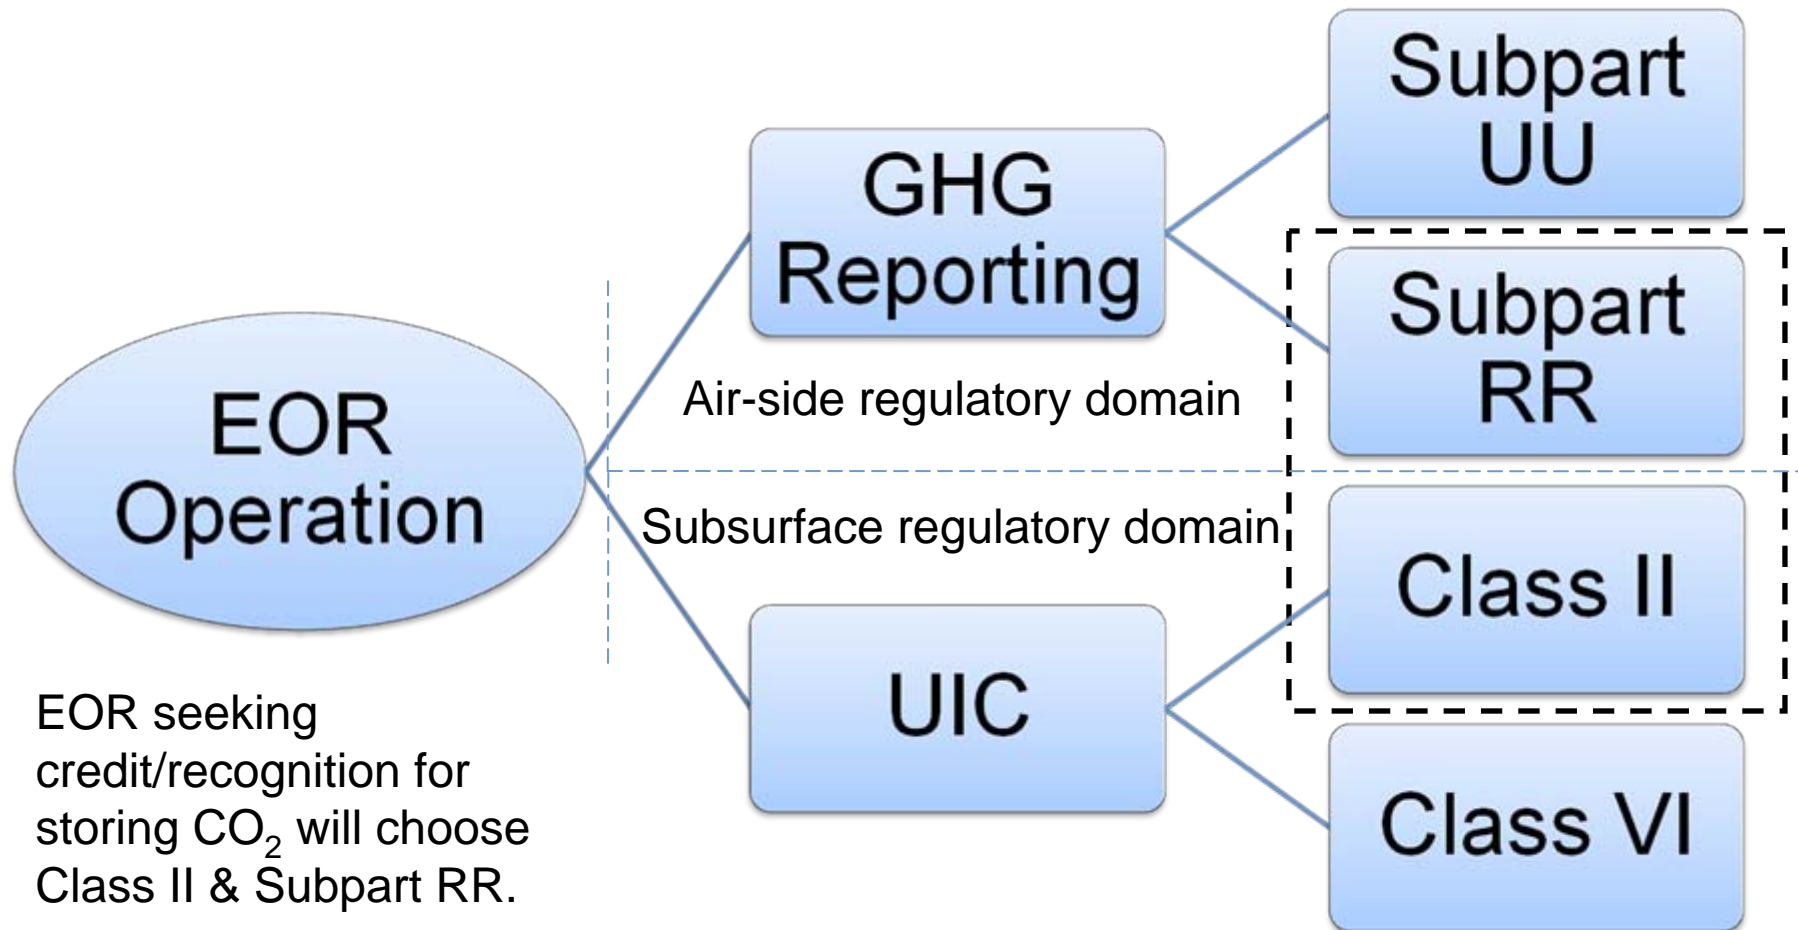 Subpart
UU
GHG
Reporting
Subpart
RR
Air-side regulatory domain
EOR
Operation
Subsurface regulatory domain
Class II
UIC
Class VI
EOR seeking
credit/recognition for
storing CO₂ will choose
Class II & Subpart RR.